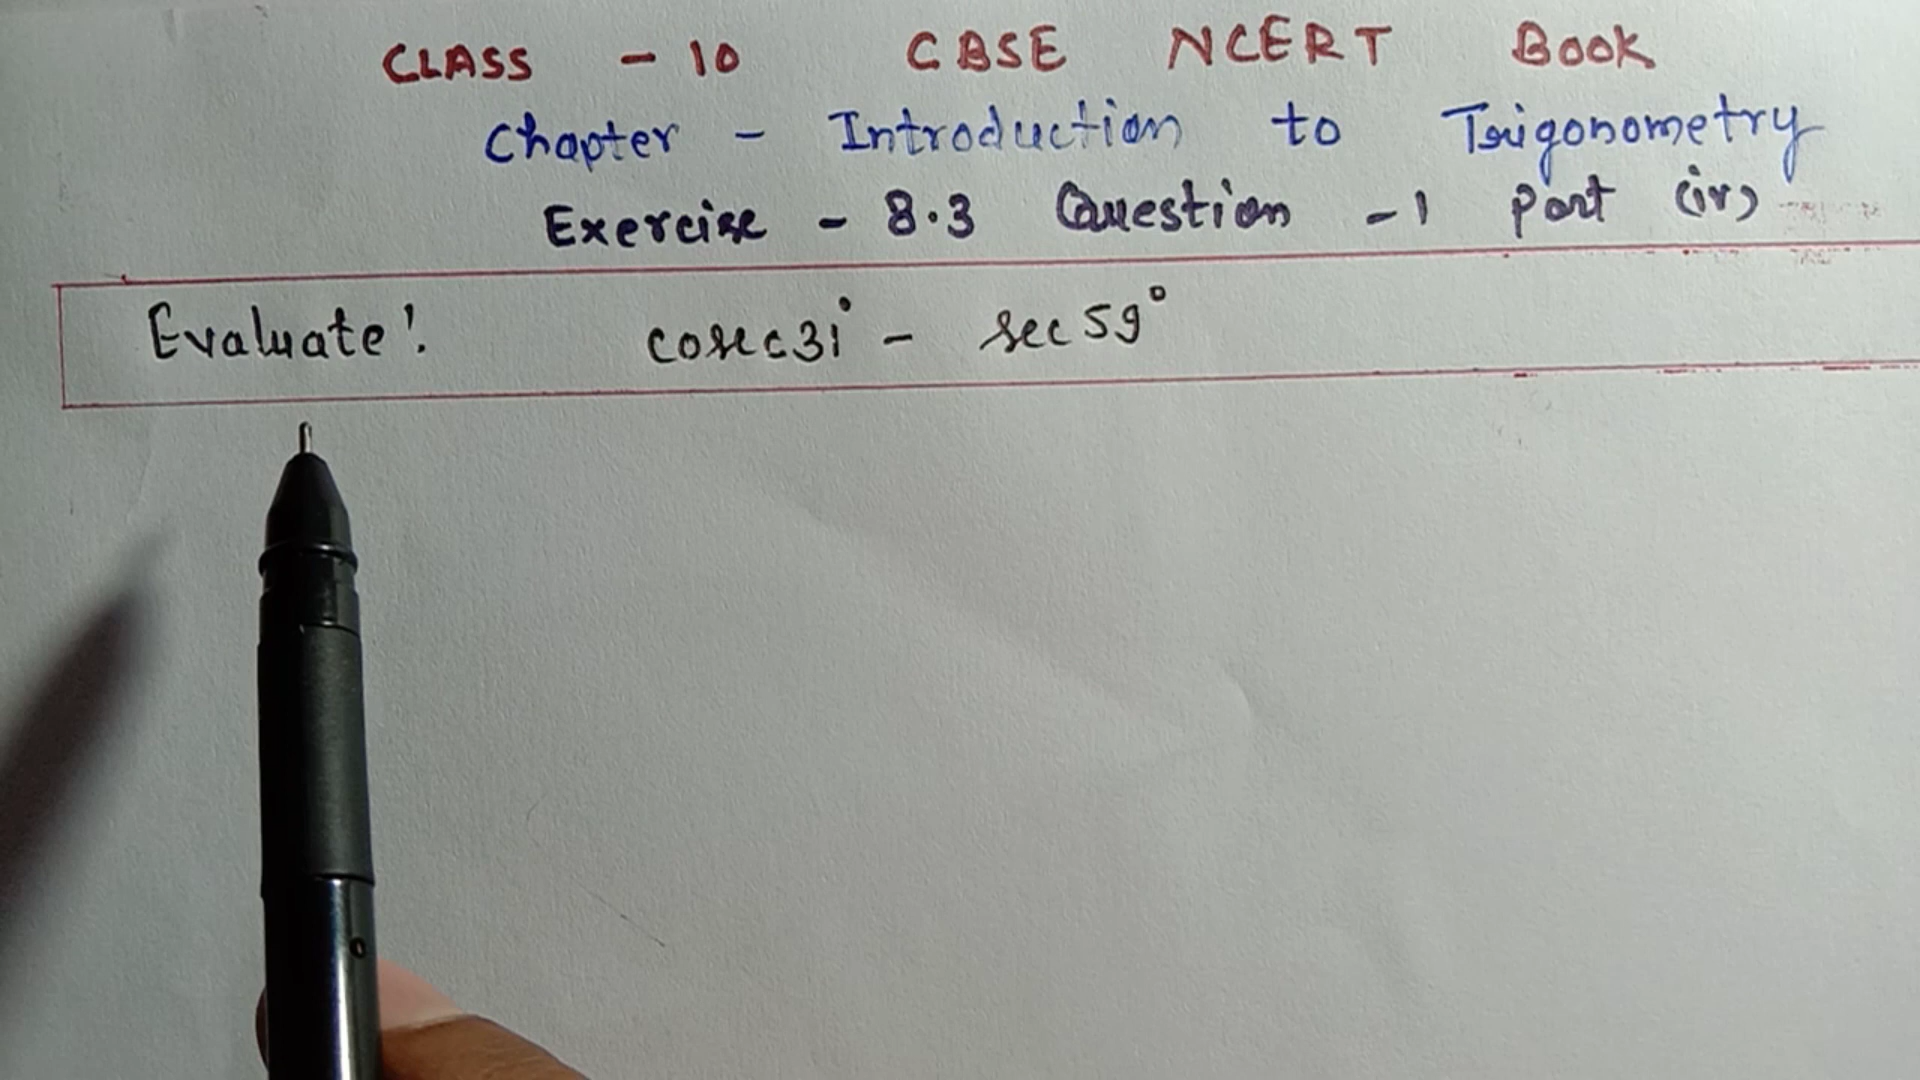 CLASS - 10 CBSE NCERT Book
Chapter - Introduction to Trigonometry
Exercise - 8.3 Question - 1 Part (iv)
Evaluate! cosec31° - sec59°